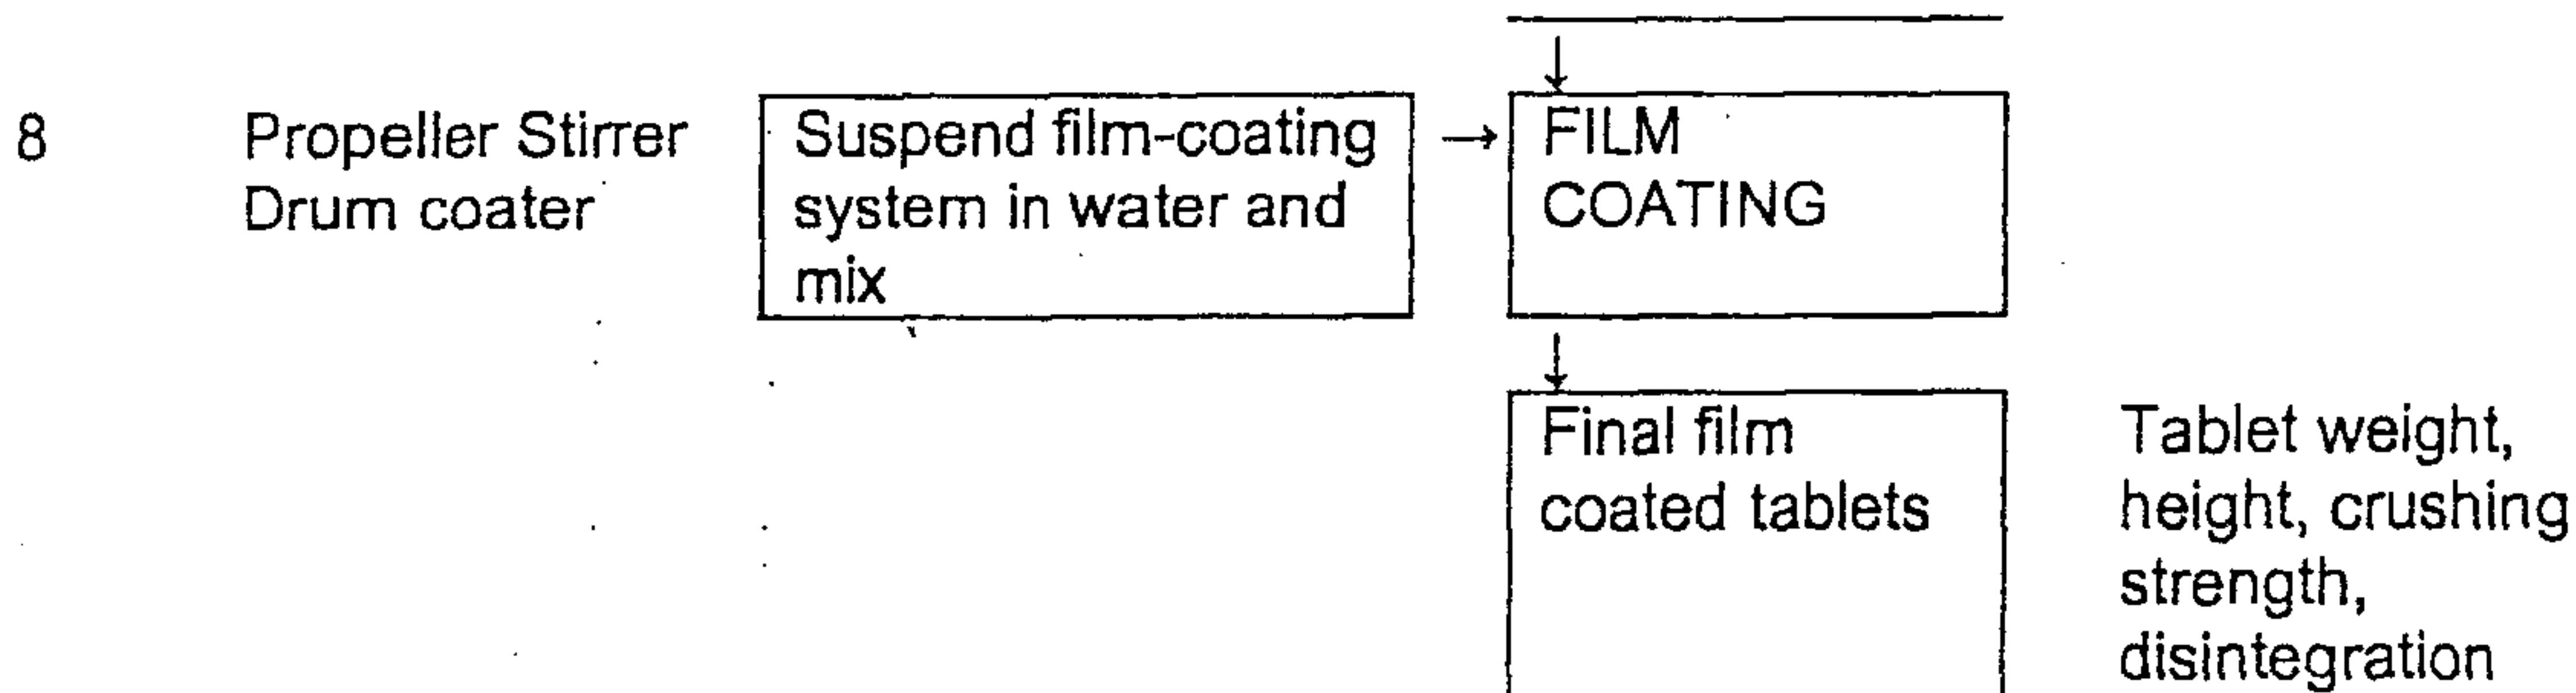 8
Propeller Stirrer
Drum coater
Suspend film-coating
system in water and
mix
→
FILM
COATING
Final film
coated tablets
Tablet weight,
height, crushing
strength,
disintegration